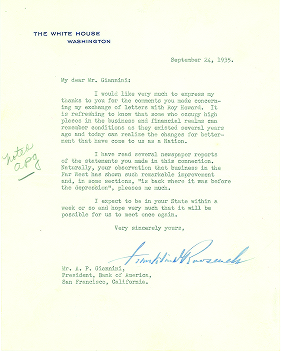 THE WHITE HOUSE
WASHINGTON
September 24, 1935.
My dear Mr. Giannini:
I would like very much to express my
thanks to you for the comments you made concern-
ing my exchange of letters with Roy Howard. It
is refreshing to know that some who occupy high
places in the business and financial realms can
remember conditions as they existed several years
ago and today can realize the changes for better-
ment that have come to us as a Nation.
I have read several newspaper reports
of the statements you made in this connection.
Naturally, your observation that business in the
Far West has shown such remarkable improvement
and, in some sections, "is back where it was before
the depression", pleases me much.
noted
apg
I expect to be in your State within a
week or so and hope very much that it will be
possible for us to meet once again.
Very sincerely yours,
Franklin D Roosevelt
Mr. A. P. Giannini,
President, Bank of America,
San Francisco, California.